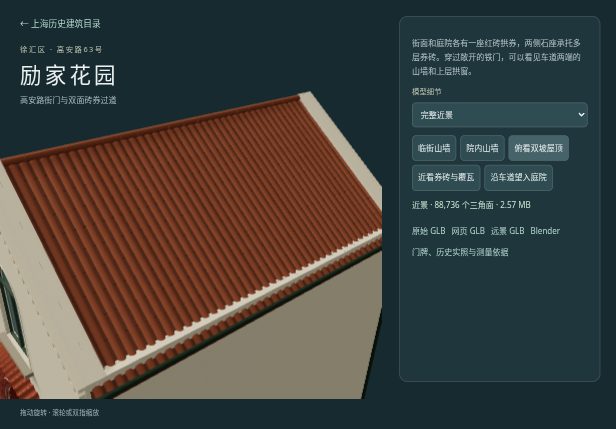 ← 上海历史建筑目录
徐汇区 · 高安路63号
励家花园
高安路街门与双面砖券过道
街面和庭院各有一座红砖拱券，两侧石座承托多
层券砖。穿过敞开的铁门，可以看见车道两端的
山墙和上层拱窗。
模型细节
完整近景
临街山墙 院内山墙 俯看双坡屋顶
近看券砖与覆瓦 沿车道望入庭院
近景 · 88,736 个三角面 · 2.57 MB
原始 GLB 网页 GLB 远景 GLB Blender
门牌、历史实照与测量依据
拖动旋转 · 滚轮或双指缩放